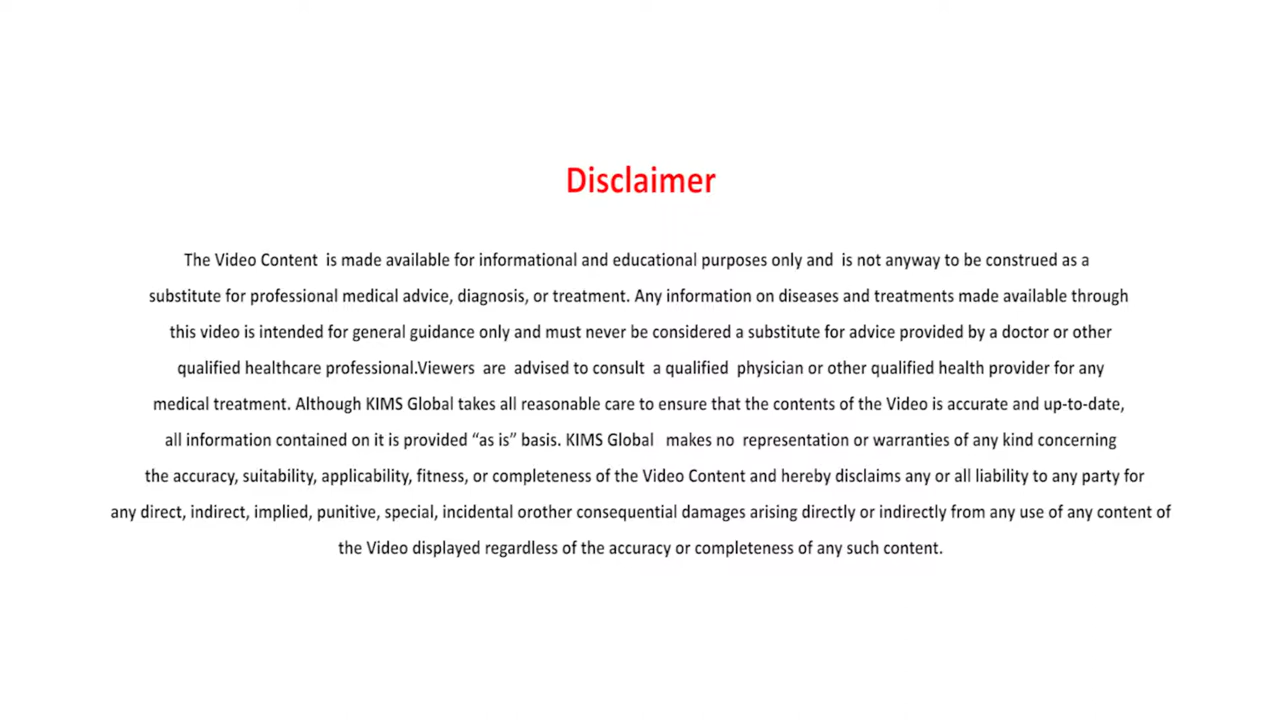 Disclaimer
The Video Content  is made available for informational and educational purposes only and  is not anyway to be construed as a
substitute for professional medical advice, diagnosis, or treatment. Any information on diseases and treatments made available through
this video is intended for general guidance only and must never be considered a substitute for advice provided by a doctor or other
qualified healthcare professional.Viewers  are  advised to consult  a qualified  physician or other qualified health provider for any
medical treatment. Although KIMS Global takes all reasonable care to ensure that the contents of the Video is accurate and up-to-date,
all information contained on it is provided “as is” basis. KIMS Global   makes no  representation or warranties of any kind concerning
the accuracy, suitability, applicability, fitness, or completeness of the Video Content and hereby disclaims any or all liability to any party for
any direct, indirect, implied, punitive, special, incidental orother consequential damages arising directly or indirectly from any use of any content of
the Video displayed regardless of the accuracy or completeness of any such content.